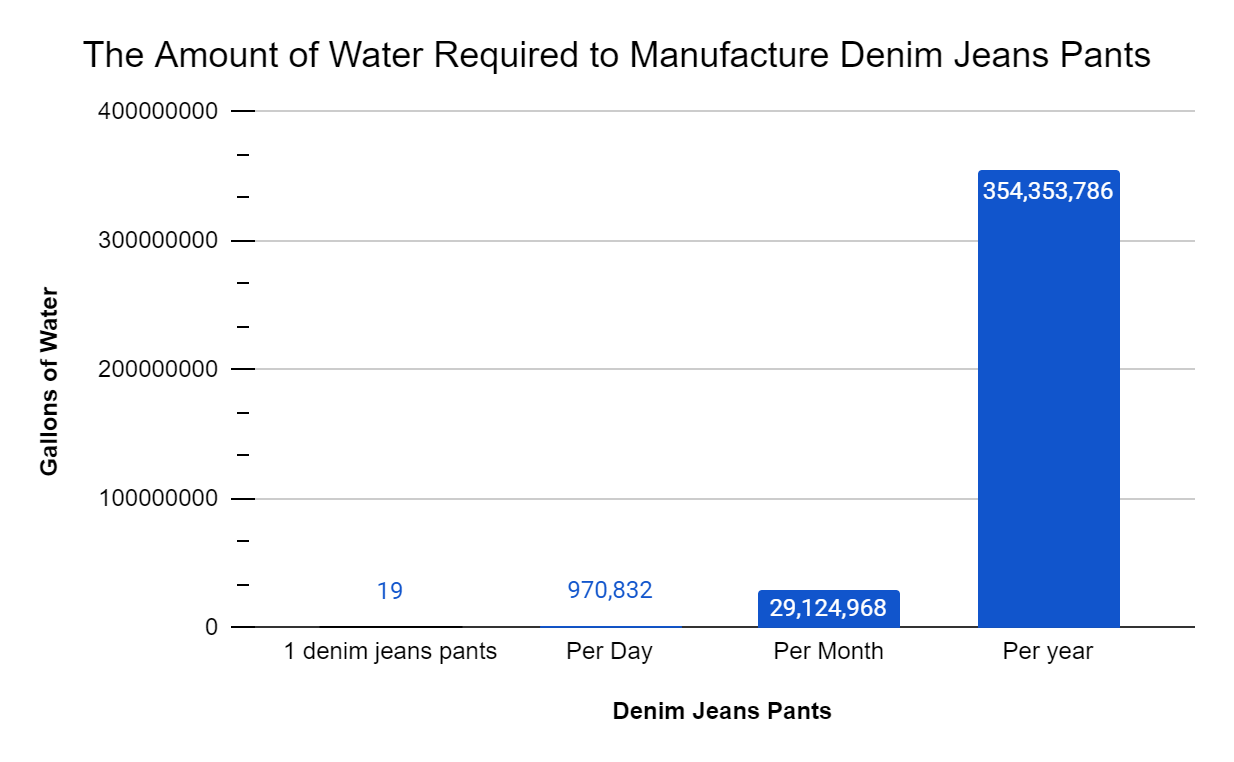 The Amount of Water Required to Manufacture Denim Jeans Pants
400000000
300000000
200000000
100000000
0
Gallons of Water
19
970,832
29,124,968
354,353,786
1 denim jeans pants
Per Day
Per Month
Per year
Denim Jeans Pants